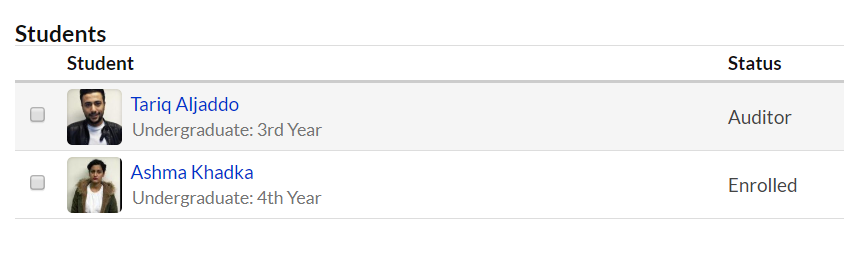 Students
Student Status
Tariq Aljaddo
Undergraduate: 3rd Year
Auditor
Ashma Khadka
Undergraduate: 4th Year
Enrolled